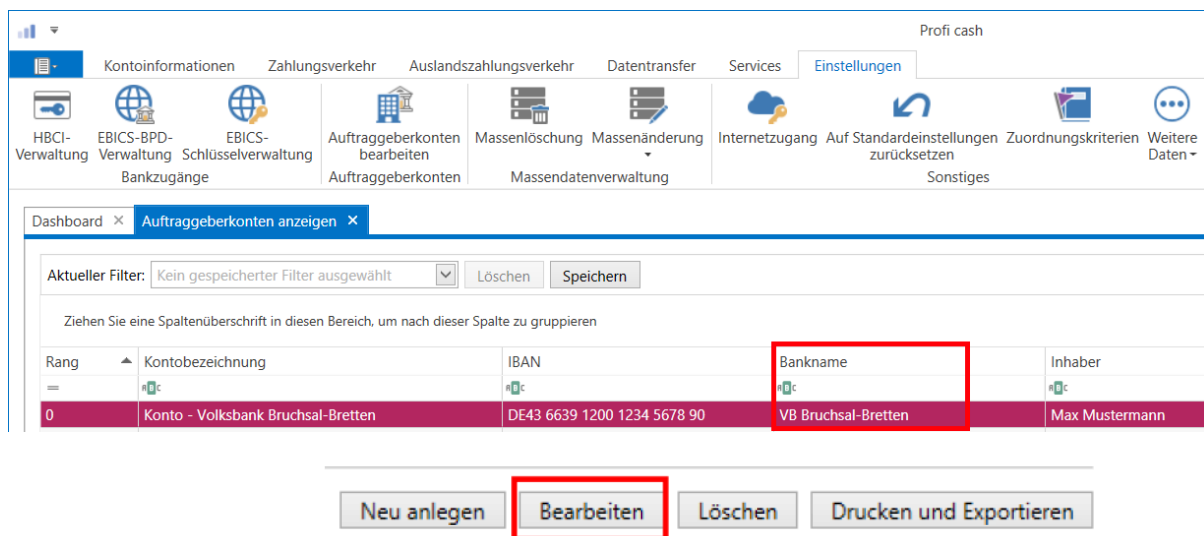 Profi cash
Kontoinformationen Zahlungsverkehr Auslandszahlungsverkehr Datentransfer Services Einstellungen
HBCI-Verwaltung EBICS-BPD-Verwaltung EBICS-Schlüsselverwaltung Auftraggeberkonten bearbeiten Massenlöschung Massenänderung Internetzugang Auf Standardeinstellungen zurücksetzen Zuordnungskriterien Weitere Daten
Bankzugänge Auftraggeberkonten Massendatenverwaltung Sonstiges
Dashboard × Auftraggeberkonten anzeigen ×
Aktueller Filter: Kein gespeicherter Filter ausgewählt Löschen Speichern
Ziehen Sie eine Spaltenüberschrift in diesen Bereich, um nach dieser Spalte zu gruppieren
Rang Kontobezeichnung IBAN Bankname Inhaber
= ABC ABC ABC ABC
0 Konto - Volksbank Bruchsal-Bretten DE43 6639 1200 1234 5678 90 VB Bruchsal-Bretten Max Mustermann
Neu anlegen Bearbeiten Löschen Drucken und Exportieren